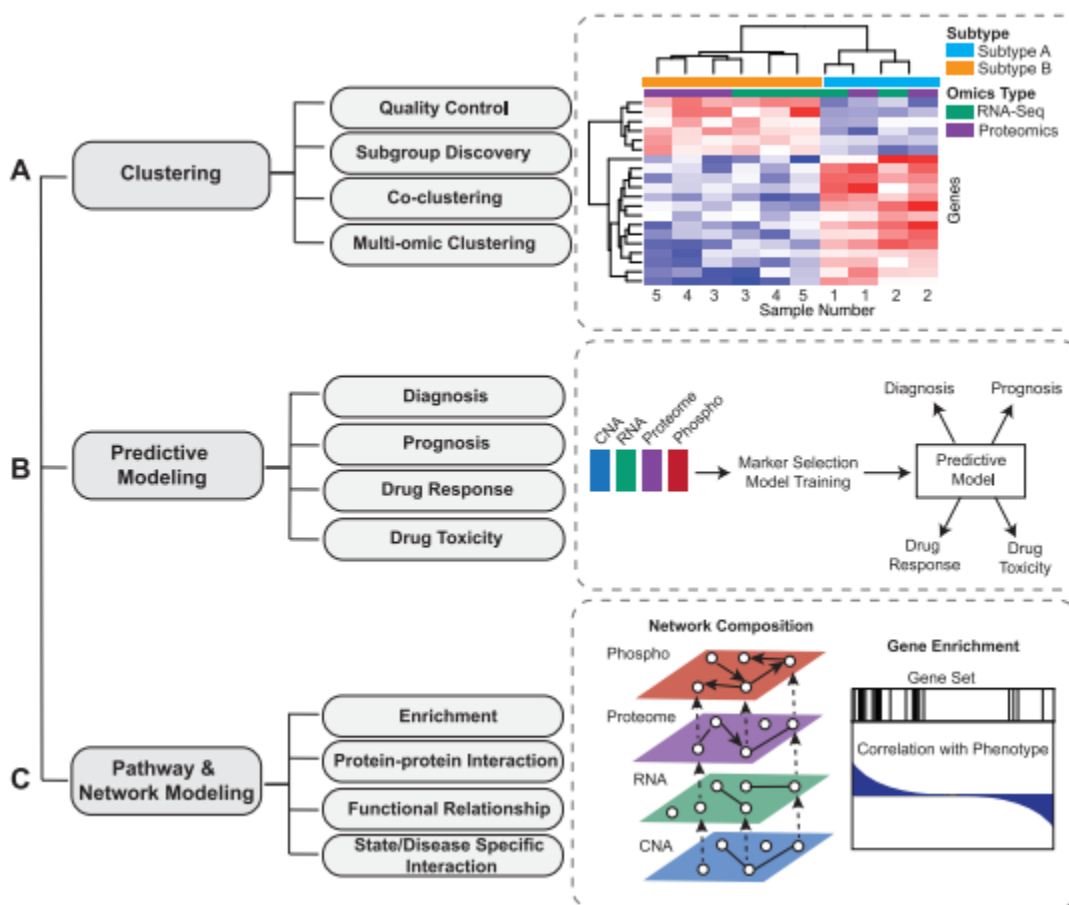 A
Clustering
Quality Control
Subgroup Discovery
Co-clustering
Multi-omic Clustering
Subtype
Subtype A
Subtype B
Omics Type
RNA-Seq
Proteomics
Genes
5 4 3 3 4 5 1 1 2 2
Sample Number
B
Predictive
Modeling
Diagnosis
Prognosis
Drug Response
Drug Toxicity
CNA
RNA
Proteome
Phospho
Marker Selection
Model Training
Predictive
Model
Diagnosis
Prognosis
Drug
Response
Drug
Toxicity
C
Pathway &
Network Modeling
Enrichment
Protein-protein Interaction
Functional Relationship
State/Disease Specific
Interaction
Network Composition
Phospho
Proteome
RNA
CNA
Gene Enrichment
Gene Set
Correlation with Phenotype